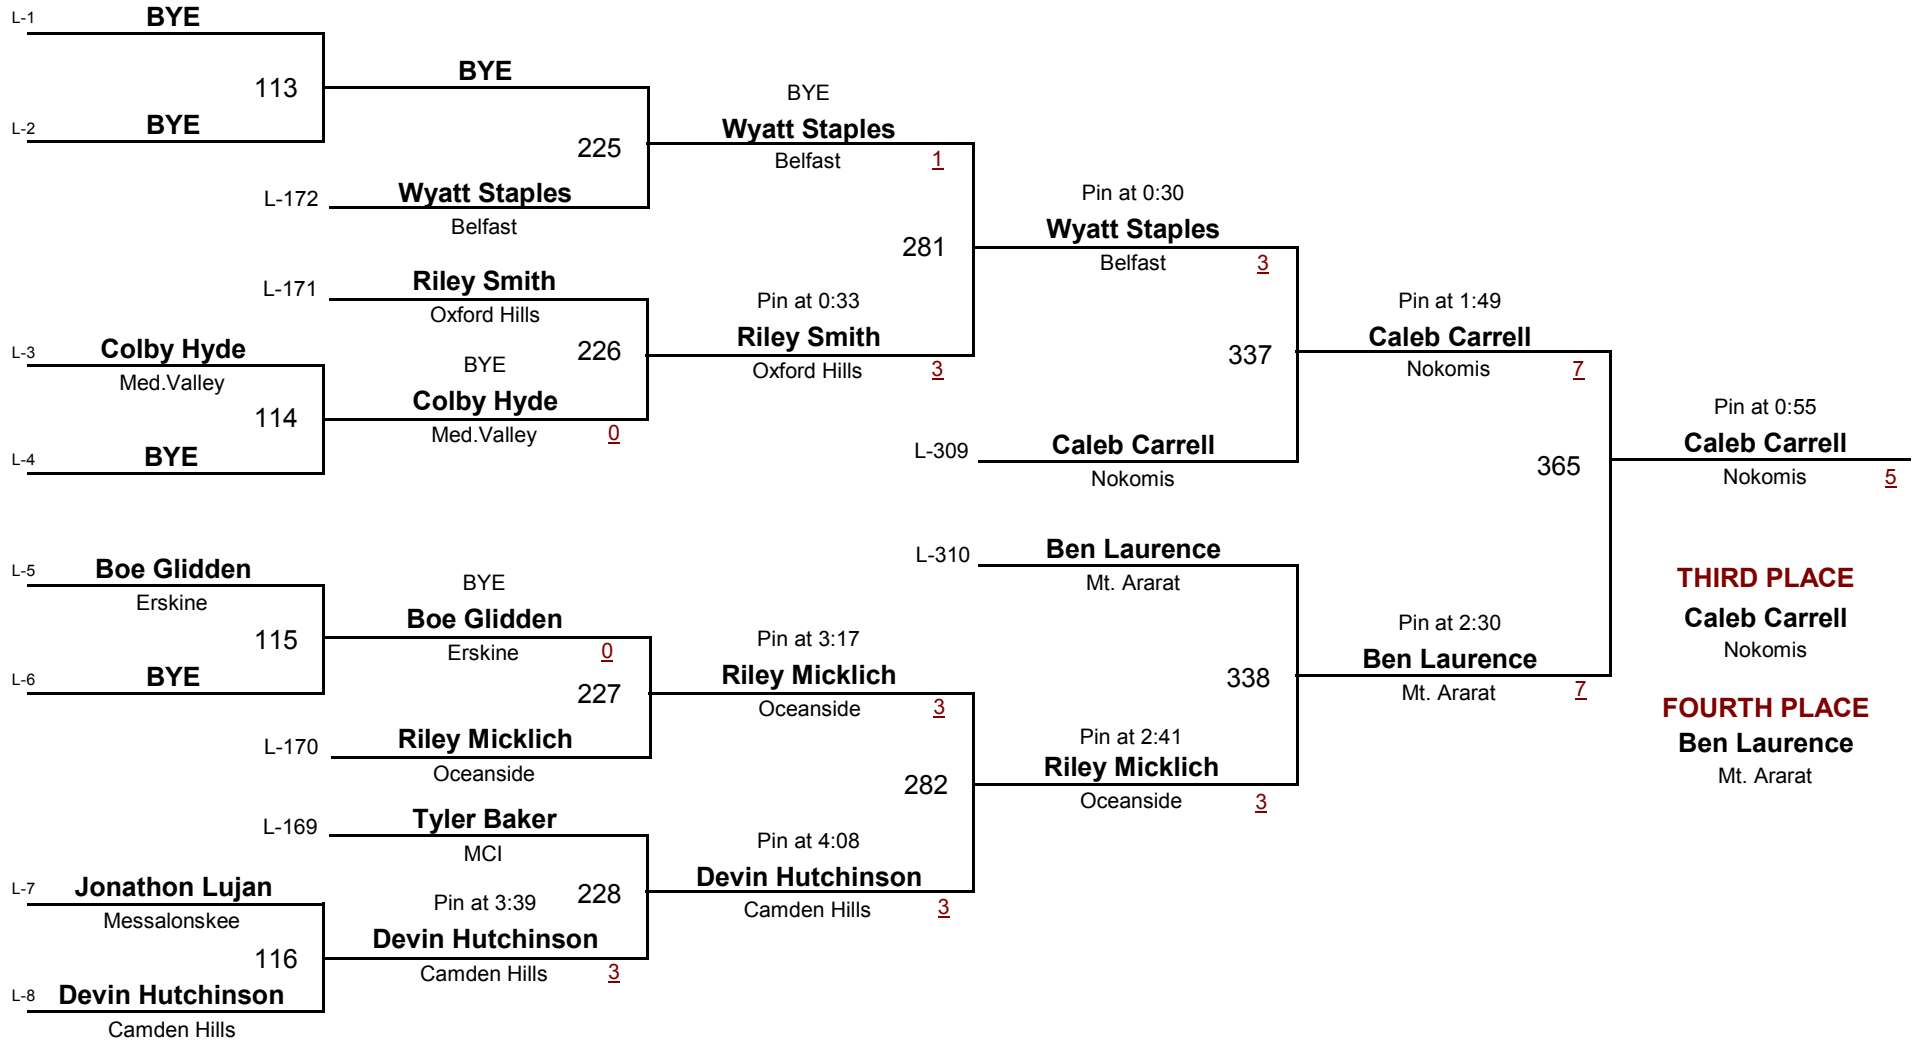 L-1
BYE
113
L-2
BYE
BYE
225
L-172
Wyatt Staples
Belfast
BYE
Wyatt Staples
Belfast
1
L-171
Riley Smith
Oxford Hills
226
L-3
Colby Hyde
Med.Valley
114
L-4
BYE
BYE
Colby Hyde
Med.Valley
0
Pin at 0:33
Riley Smith
Oxford Hills
3
281
Pin at 0:30
Wyatt Staples
Belfast
3
337
L-309
Caleb Carrell
Nokomis
Pin at 1:49
Caleb Carrell
Nokomis
7
365
Pin at 0:55
Caleb Carrell
Nokomis
5
L-5
Boe Glidden
Erskine
115
L-6
BYE
BYE
Boe Glidden
Erskine
0
227
L-170
Riley Micklich
Oceanside
Pin at 3:17
Riley Micklich
Oceanside
3
282
L-169
Tyler Baker
MCI
228
L-7
Jonathon Lujan
Messalonskee
116
L-8
Devin Hutchinson
Camden Hills
Pin at 3:39
Devin Hutchinson
Camden Hills
3
Pin at 4:08
Devin Hutchinson
Camden Hills
3
L-310
Ben Laurence
Mt. Ararat
338
Pin at 2:41
Riley Micklich
Oceanside
3
Pin at 2:30
Ben Laurence
Mt. Ararat
7
THIRD PLACE
Caleb Carrell
Nokomis
FOURTH PLACE
Ben Laurence
Mt. Ararat